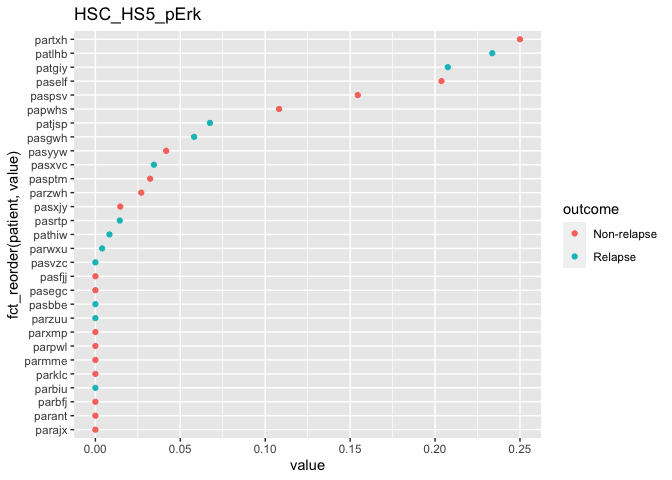 HSC_HS5_pErk
fct_reorder(patient, value)
partxh
patlhb
patgiy
paself
paspsv
papwhs
patjsp
pasgwh
pasyyw
pasxvc
pasptm
parzwh
pasxjy
pasrtp
pathiw
parwxu
pasvzc
pasfjj
pasegc
pasbbe
parzuu
parxmp
parpwl
parmme
parklc
parbiu
parbfj
parant
parajx
0.00 0.05 0.10 0.15 0.20 0.25
value
outcome
Non-relapse
Relapse